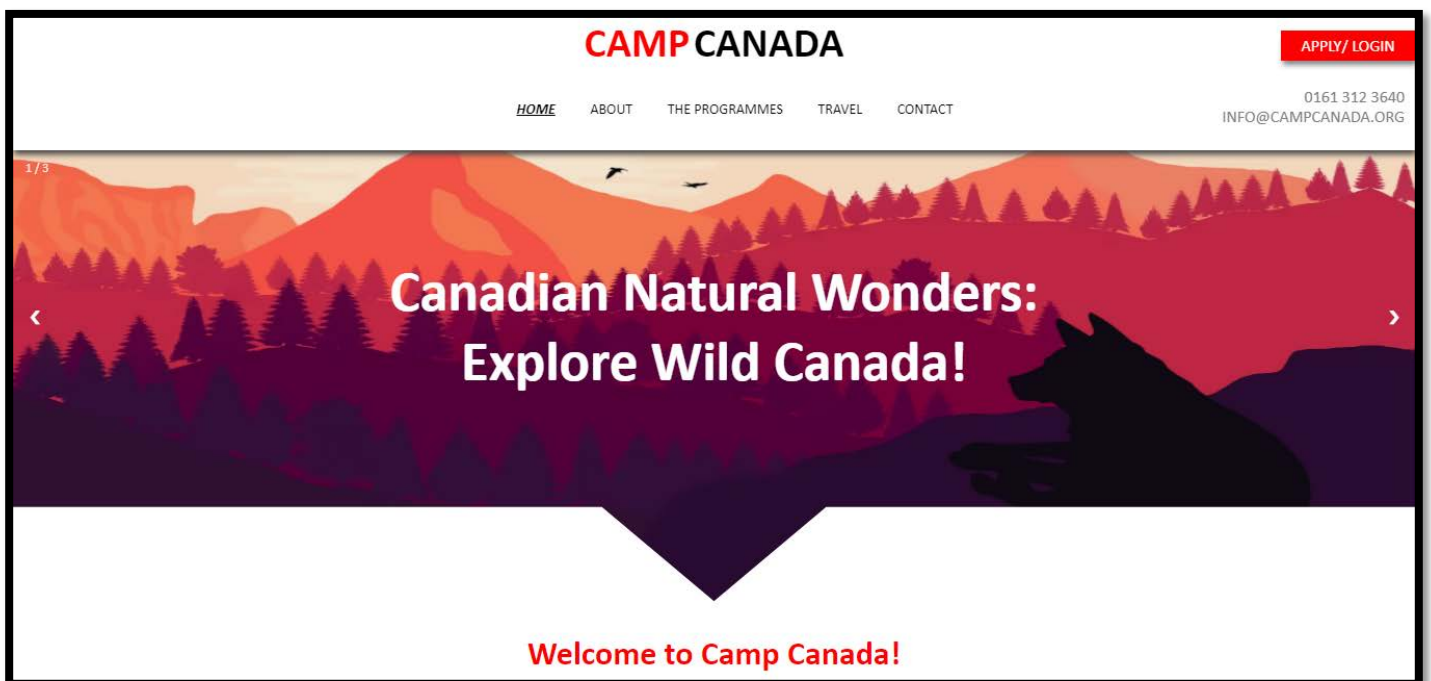 CAMP CANADA
APPLY/ LOGIN
HOME ABOUT THE PROGRAMMES TRAVEL CONTACT
0161 312 3640
INFO@CAMPCANADA.ORG
1/3
Canadian Natural Wonders:
Explore Wild Canada!
‹ ›
Welcome to Camp Canada!